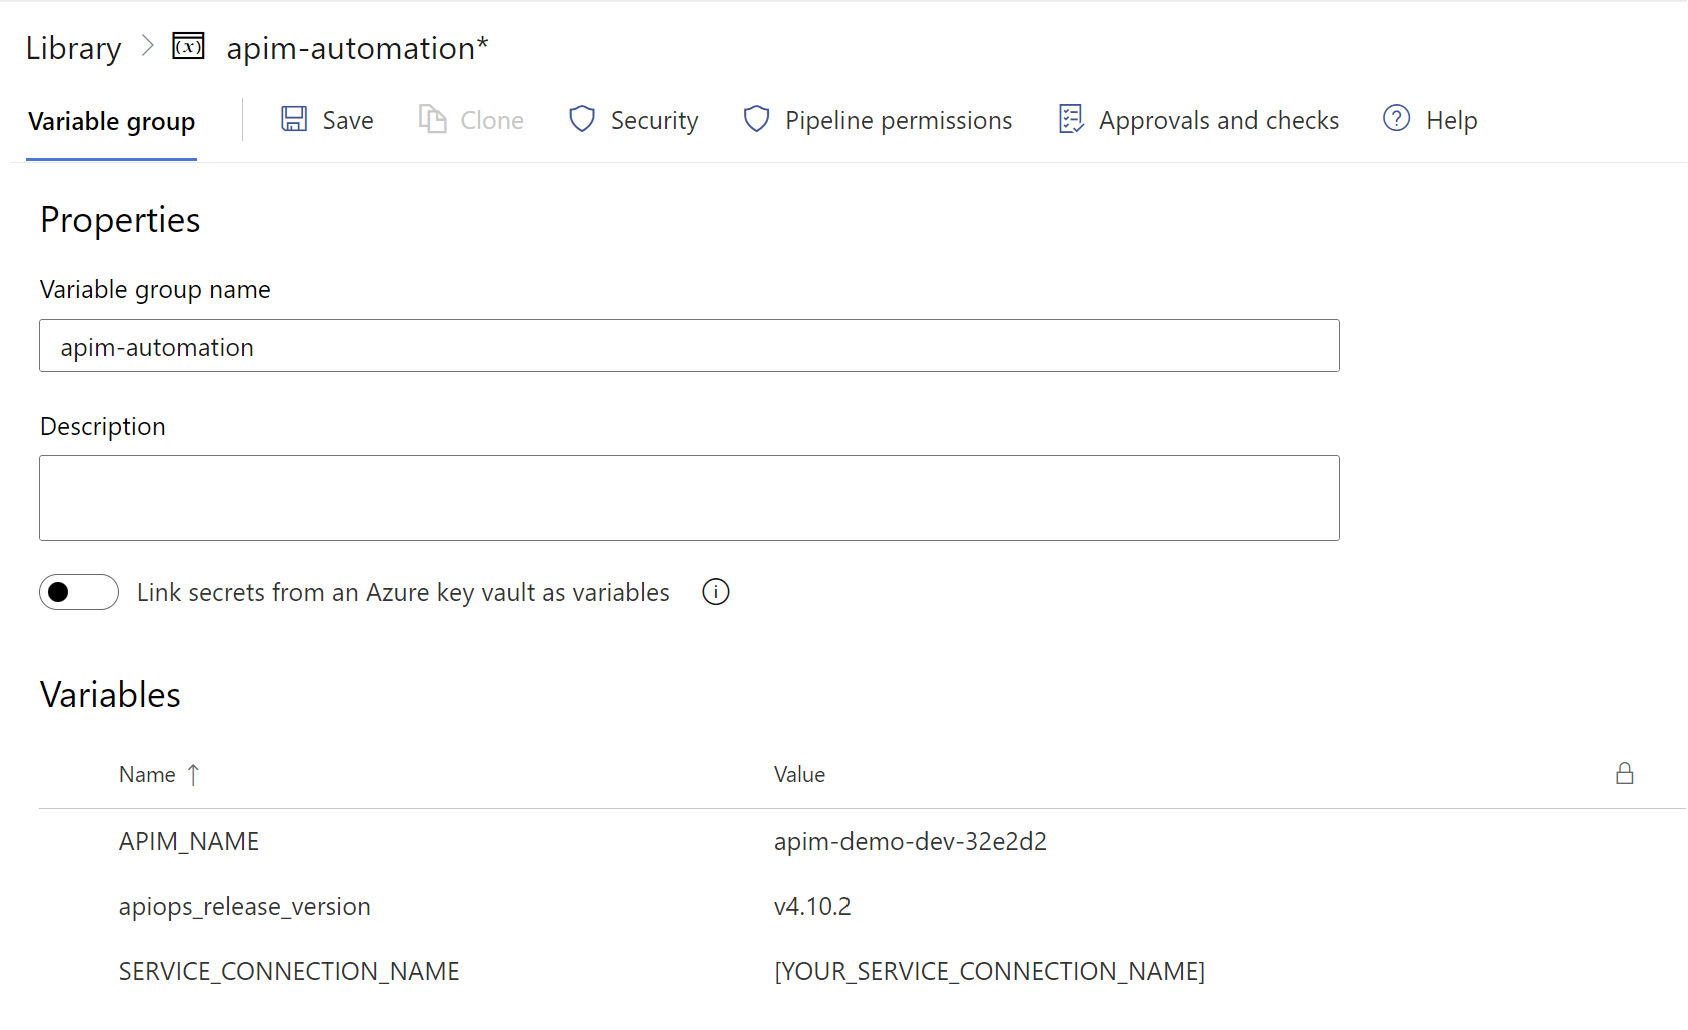 Library > (x) apim-automation*
Variable group Save Clone Security Pipeline permissions Approvals and checks ? Help
Properties
Variable group name
apim-automation
Description
Link secrets from an Azure key vault as variables i
Variables
Name ↑ Value
APIM_NAME apim-demo-dev-32e2d2
apiops_release_version v4.10.2
SERVICE_CONNECTION_NAME [YOUR_SERVICE_CONNECTION_NAME]